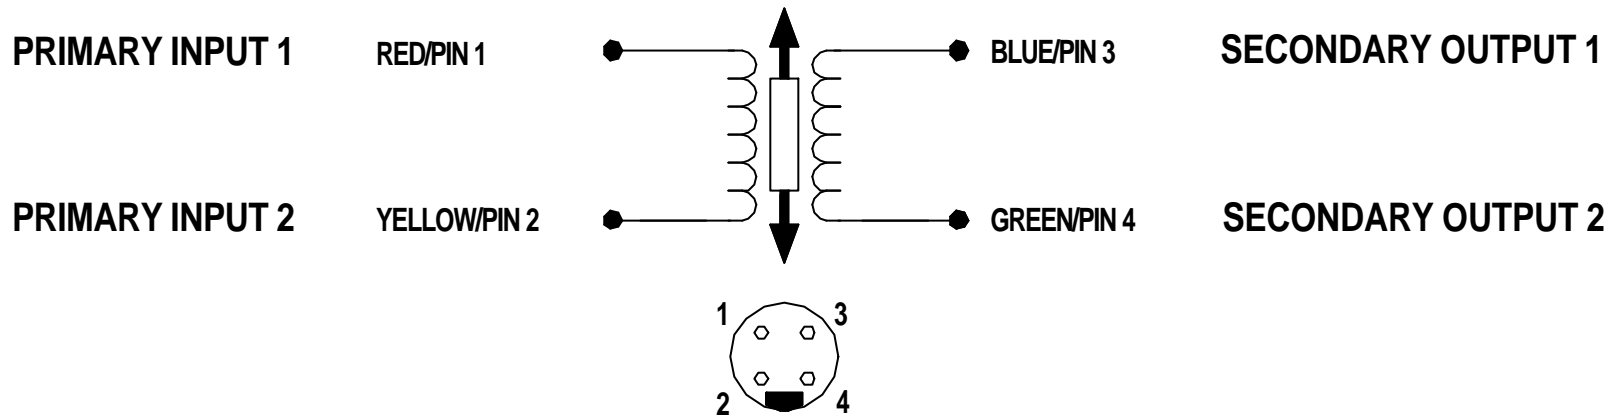 PRIMARY INPUT 1 RED/PIN 1 BLUE/PIN 3 SECONDARY OUTPUT 1
PRIMARY INPUT 2 YELLOW/PIN 2 GREEN/PIN 4 SECONDARY OUTPUT 2
1 3
2 4